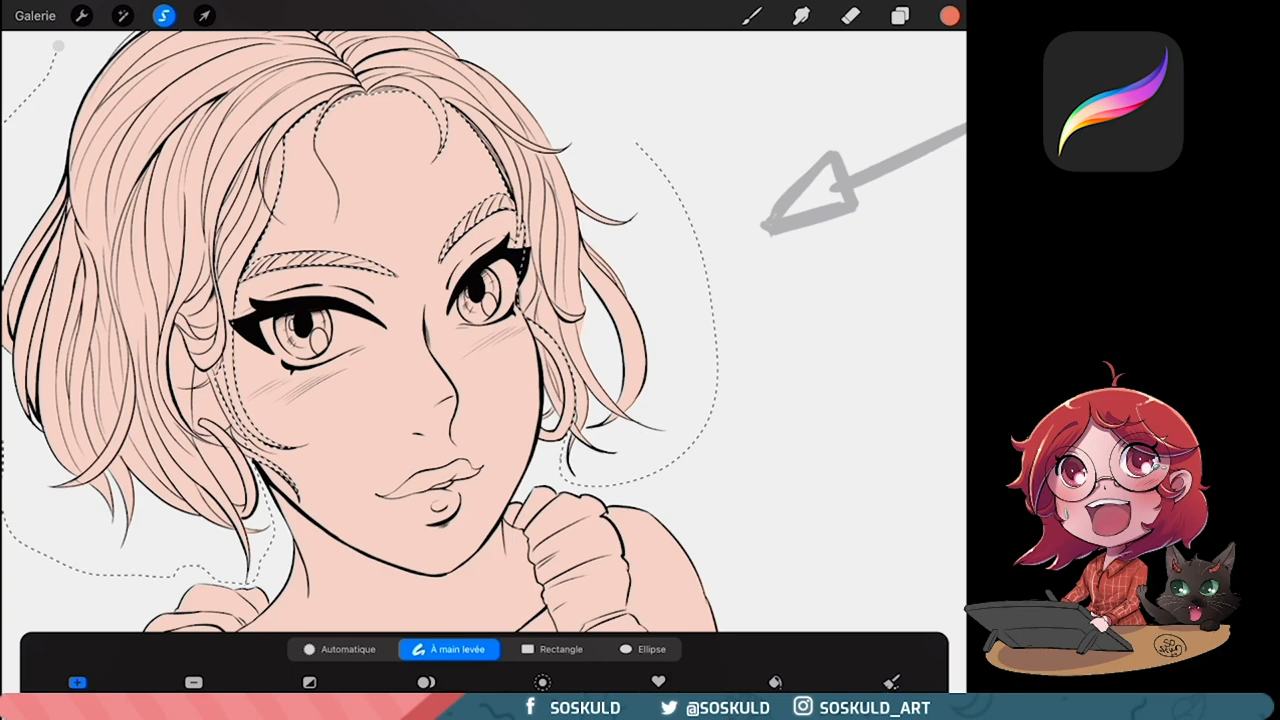 Galerie
Automatique
À main levée
Rectangle
Ellipse
SOSKULD
@SOSKULD
SOSKULD_ART